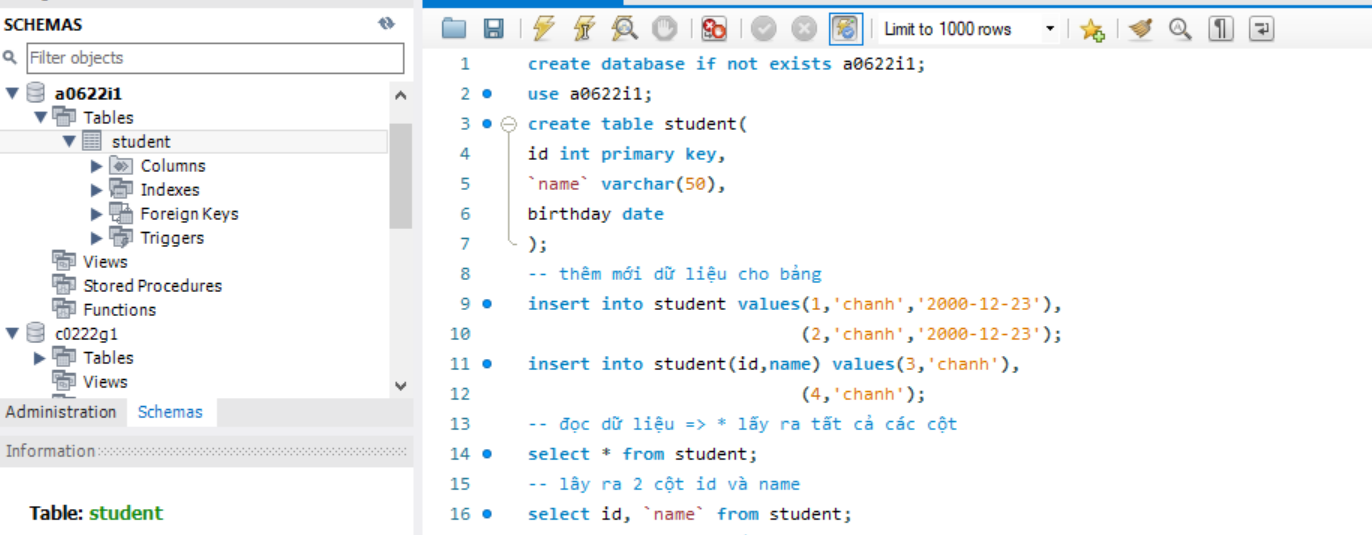 SCHEMAS
Filter objects
a0622i1
Tables
student
Columns
Indexes
Foreign Keys
Triggers
Views
Stored Procedures
Functions
c0222g1
Tables
Views
Administration Schemas
Information
Table: student
Limit to 1000 rows
1 create database if not exists a0622i1;
2 use a0622i1;
3 create table student(
4 id int primary key,
5 `name` varchar(50),
6 birthday date
7 );
8 -- thêm mới dữ liệu cho bảng
9 insert into student values(1,'chanh','2000-12-23'),
10 (2,'chanh','2000-12-23');
11 insert into student(id,name) values(3,'chanh'),
12 (4,'chanh');
13 -- đọc dữ liệu => * lấy ra tất cả các cột
14 select * from student;
15 -- lây ra 2 cột id và name
16 select id, `name` from student;